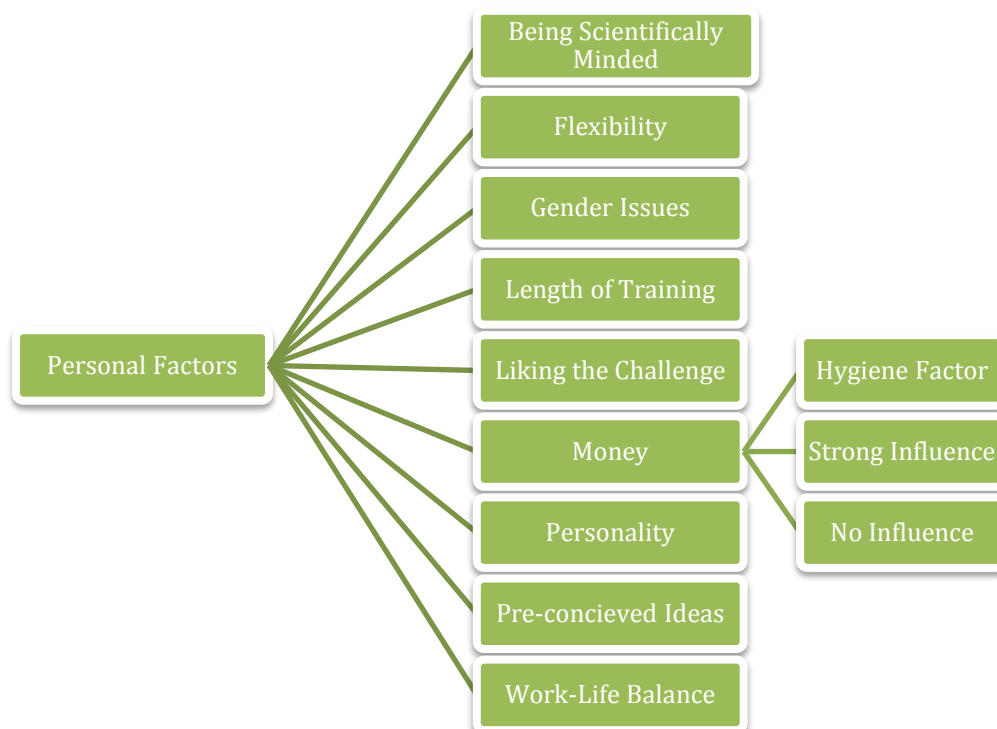 Being Scientifically
Minded
Flexibility
Gender Issues
Length of Training
Personal Factors
Liking the Challenge
Hygiene Factor
Money
Strong Influence
Personality
No Influence
Pre-concieved Ideas
Work-Life Balance